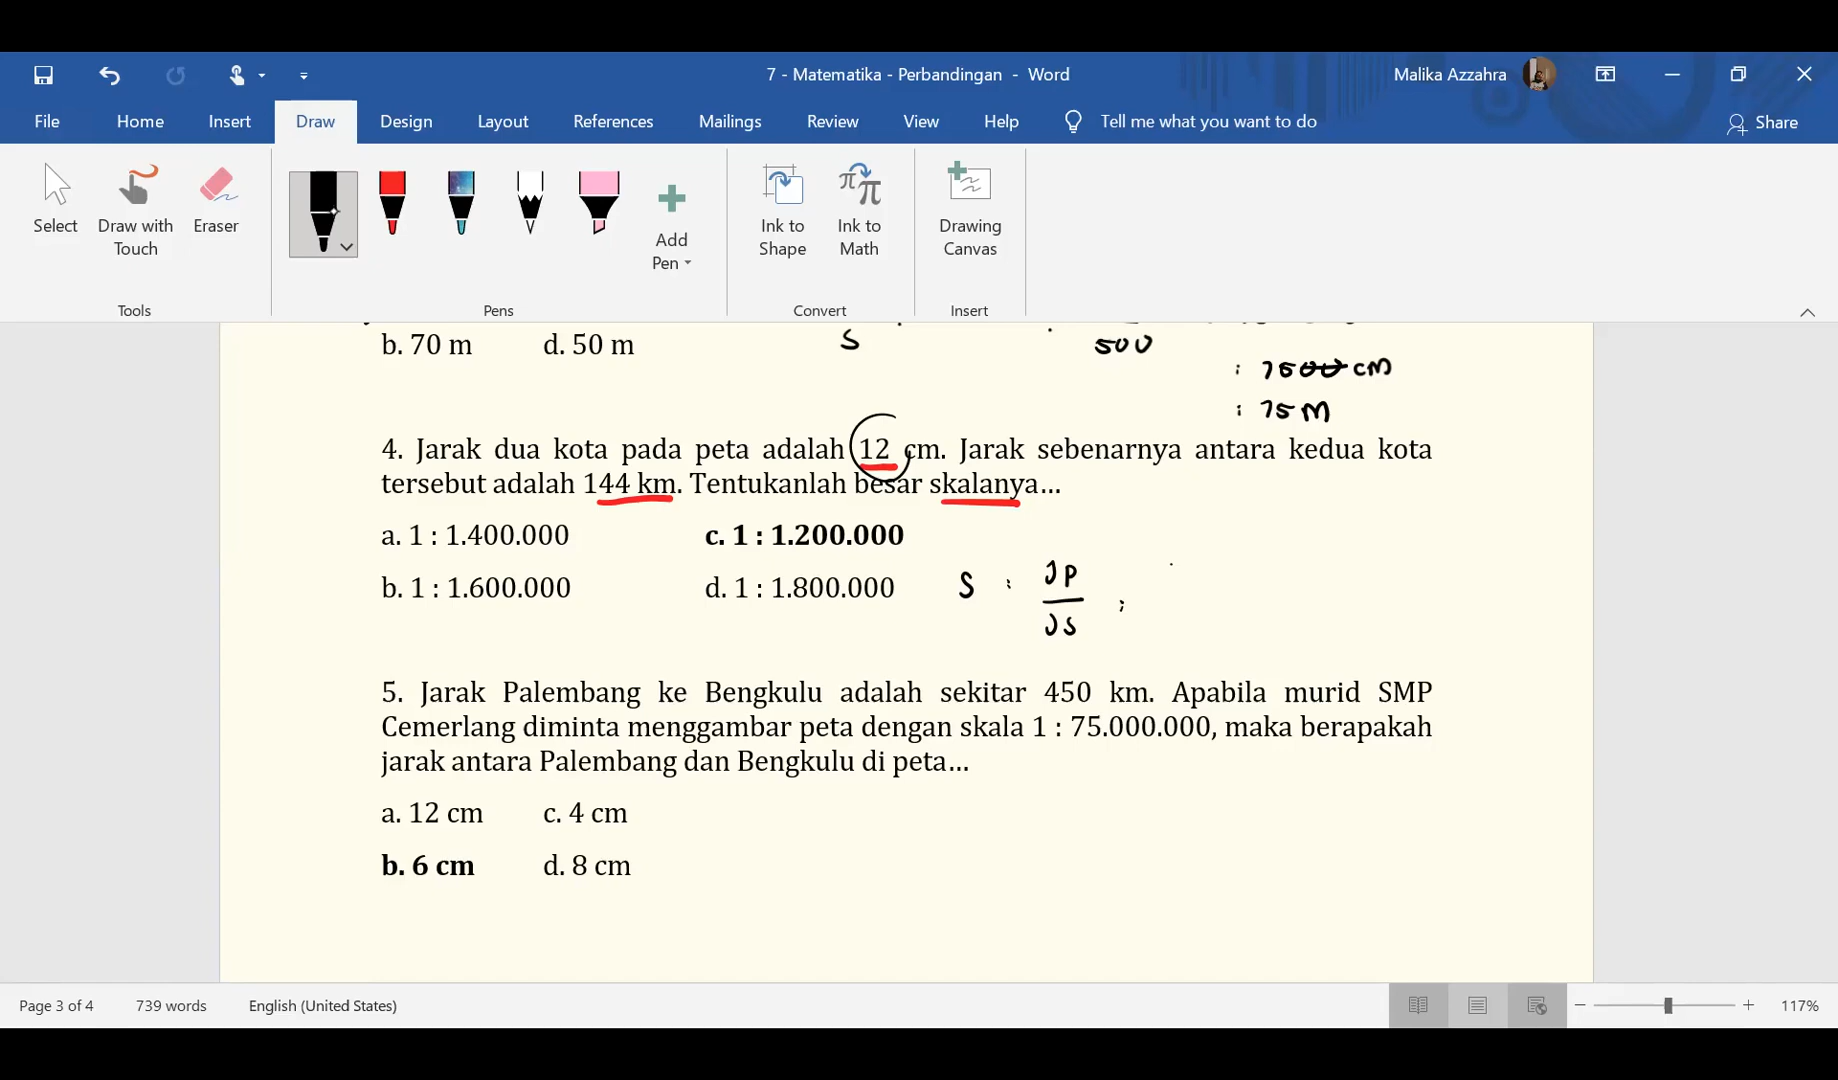 7 - Matematika - Perbandingan - Word
Malika Azzahra
File Home Insert Draw Design Layout References Mailings Review View Help Tell me what you want to do Share
Select
Draw with Touch
Eraser
Add Pen
Ink to Shape
Ink to Math
Drawing Canvas
Tools Pens Convert Insert
b. 70 m d. 50 m
S
500
: 7500 cm
: 75 m
4. Jarak dua kota pada peta adalah 12 cm. Jarak sebenarnya antara kedua kota
tersebut adalah 144 km. Tentukanlah besar skalanya...
a. 1 : 1.400.000 c. 1 : 1.200.000
b. 1 : 1.600.000 d. 1 : 1.800.000
S : Jp
Js :
5. Jarak Palembang ke Bengkulu adalah sekitar 450 km. Apabila murid SMP
Cemerlang diminta menggambar peta dengan skala 1 : 75.000.000, maka berapakah
jarak antara Palembang dan Bengkulu di peta...
a. 12 cm c. 4 cm
b. 6 cm d. 8 cm
Page 3 of 4 739 words English (United States) 117%